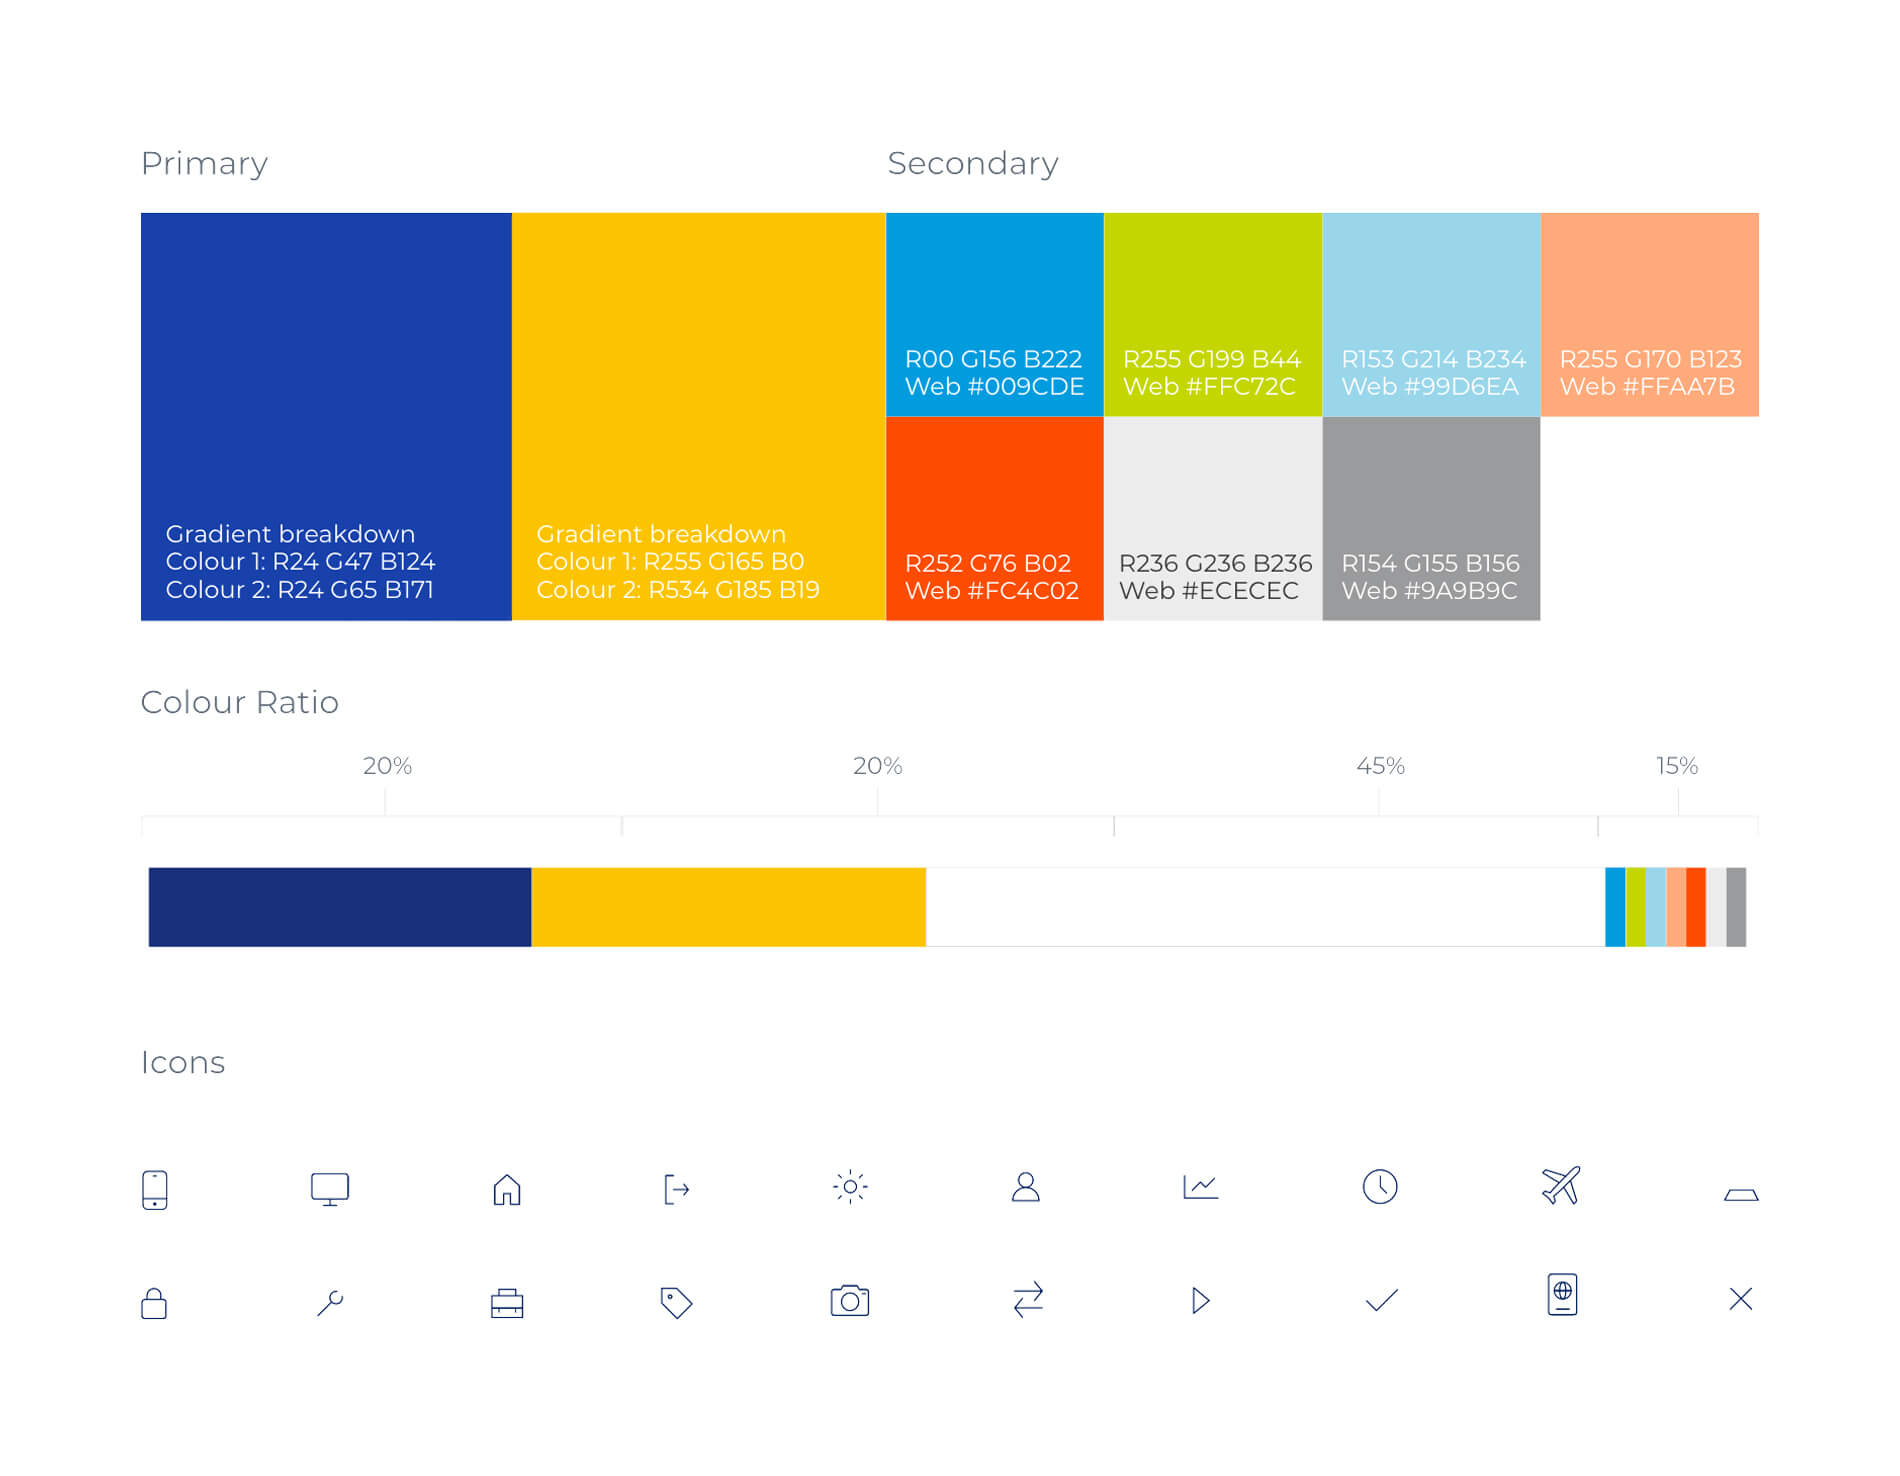 Primary
Secondary
Gradient breakdown
Colour 1: R24 G47 B124
Colour 2: R24 G65 B171
Gradient breakdown
Colour 1: R255 G165 B0
Colour 2: R534 G185 B19
R00 G156 B222
Web #009CDE
R255 G199 B44
Web #FFC72C
R153 G214 B234
Web #99D6EA
R255 G170 B123
Web #FFAA7B
R252 G76 B02
Web #FC4C02
R236 G236 B236
Web #ECECEC
R154 G155 B156
Web #9A9B9C
Colour Ratio
20%
20%
45%
15%
Icons